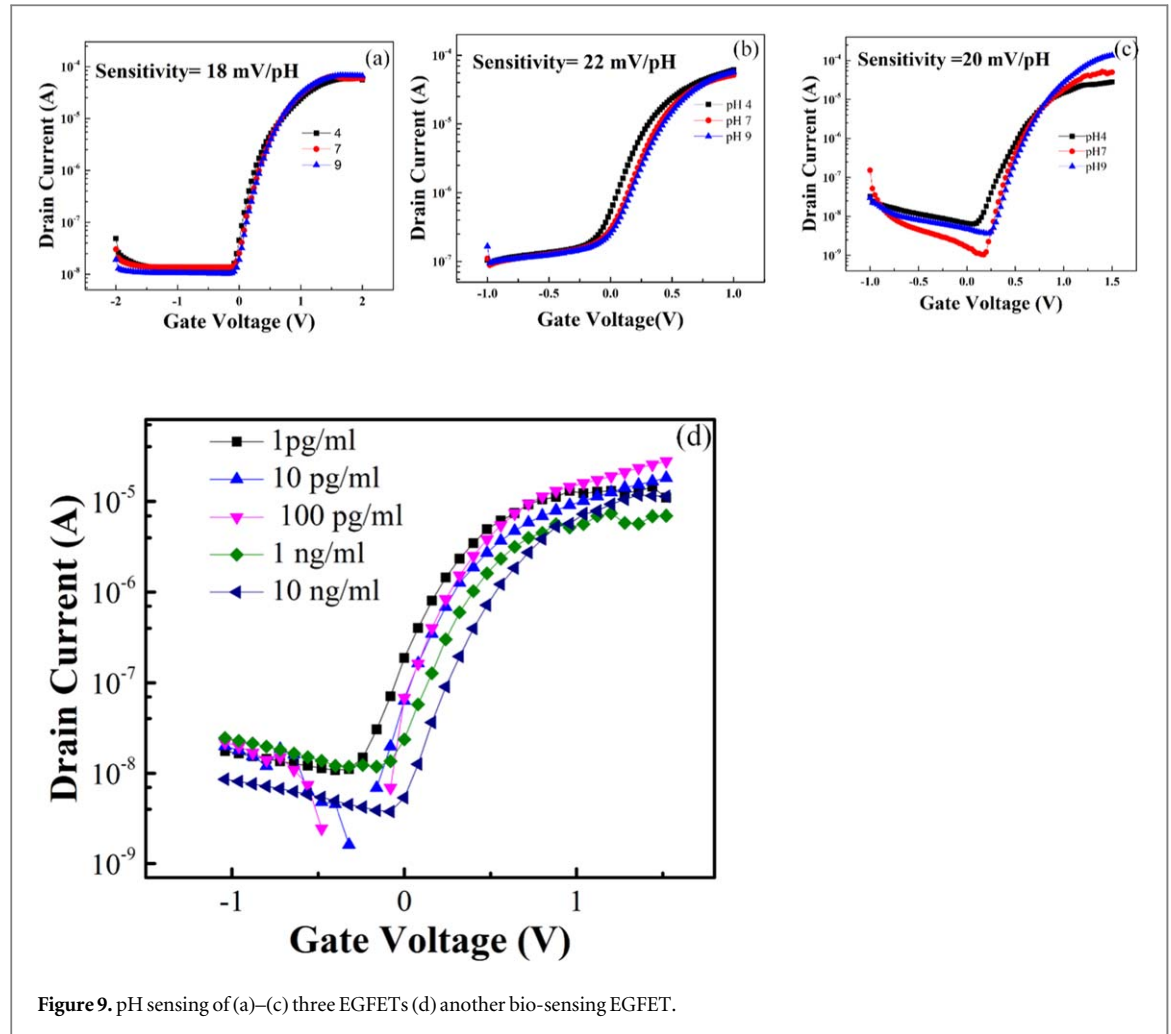 (a)
Sensitivity= 18 mV/pH
4
7
9
Drain Current (A)
10⁻⁴
10⁻⁵
10⁻⁶
10⁻⁷
10⁻⁸
-2 -1 0 1 2
Gate Voltage (V)
(b)
Sensitivity= 22 mV/pH
pH 4
pH 7
pH 9
Drain Current (A)
10⁻⁴
10⁻⁵
10⁻⁶
10⁻⁷
-1.0 -0.5 0.0 0.5 1.0
Gate Voltage(V)
(c)
Sensitivity =20 mV/pH
pH4
pH7
pH9
Drain Current (A)
10⁻⁴
10⁻⁵
10⁻⁶
10⁻⁷
10⁻⁸
10⁻⁹
-1.0 -0.5 0.0 0.5 1.0 1.5
Gate Voltage (V)
(d)
1pg/ml
10 pg/ml
100 pg/ml
1 ng/ml
10 ng/ml
Drain Current (A)
10⁻⁵
10⁻⁶
10⁻⁷
10⁻⁸
10⁻⁹
-1 0 1
Gate Voltage (V)
Figure 9. pH sensing of (a)–(c) three EGFETs (d) another bio-sensing EGFET.